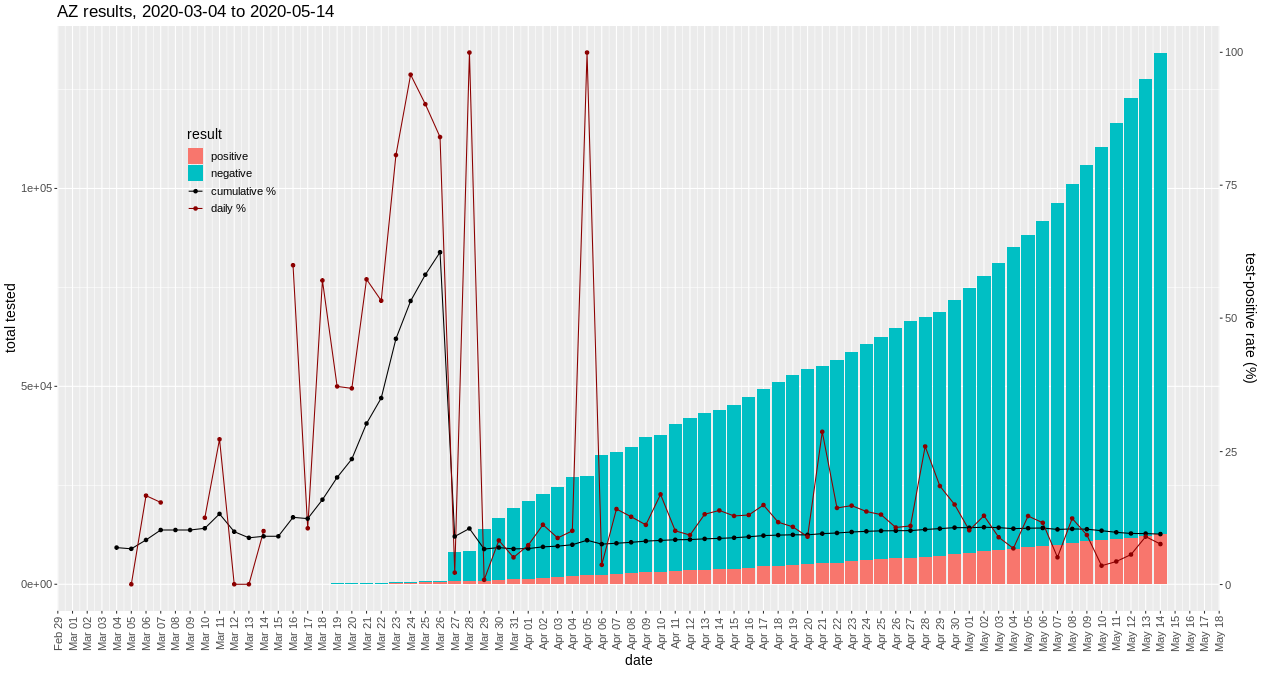 AZ results, 2020-03-04 to 2020-05-14
result
positive
negative
cumulative %
daily %
total tested
1e+05
5e+04
0e+00
100
75
50
25
0
test-positive rate (%)
Feb 29
Mar 01
Mar 02
Mar 03
Mar 04
Mar 05
Mar 06
Mar 07
Mar 08
Mar 09
Mar 10
Mar 11
Mar 12
Mar 13
Mar 14
Mar 15
Mar 16
Mar 17
Mar 18
Mar 19
Mar 20
Mar 21
Mar 22
Mar 23
Mar 24
Mar 25
Mar 26
Mar 27
Mar 28
Mar 29
Mar 30
Mar 31
Apr 01
Apr 02
Apr 03
Apr 04
Apr 05
Apr 06
Apr 07
Apr 08
Apr 09
Apr 10
Apr 11
Apr 12
Apr 13
Apr 14
Apr 15
Apr 16
Apr 17
Apr 18
Apr 19
Apr 20
Apr 21
Apr 22
Apr 23
Apr 24
Apr 25
Apr 26
Apr 27
Apr 28
Apr 29
Apr 30
May 01
May 02
May 03
May 04
May 05
May 06
May 07
May 08
May 09
May 10
May 11
May 12
May 13
May 14
May 15
May 16
May 17
May 18
date